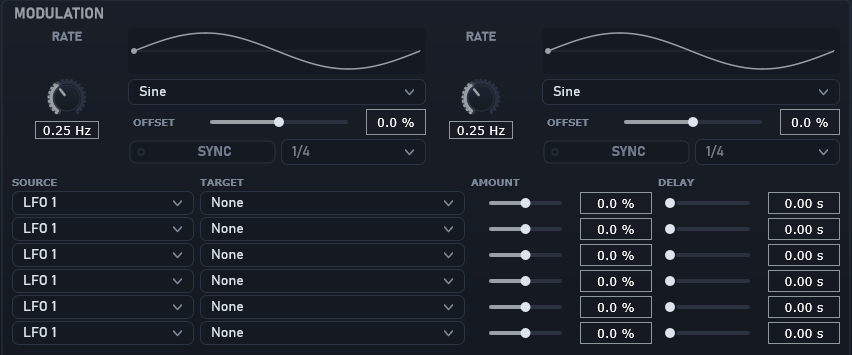 MODULATION
RATE
RATE
Sine
Sine
0.25 Hz
OFFSET 0.0 %
0.25 Hz
OFFSET 0.0 %
SYNC 1/4
SYNC 1/4
SOURCE TARGET AMOUNT DELAY
LFO 1 None 0.0 % 0.00 s
LFO 1 None 0.0 % 0.00 s
LFO 1 None 0.0 % 0.00 s
LFO 1 None 0.0 % 0.00 s
LFO 1 None 0.0 % 0.00 s
LFO 1 None 0.0 % 0.00 s